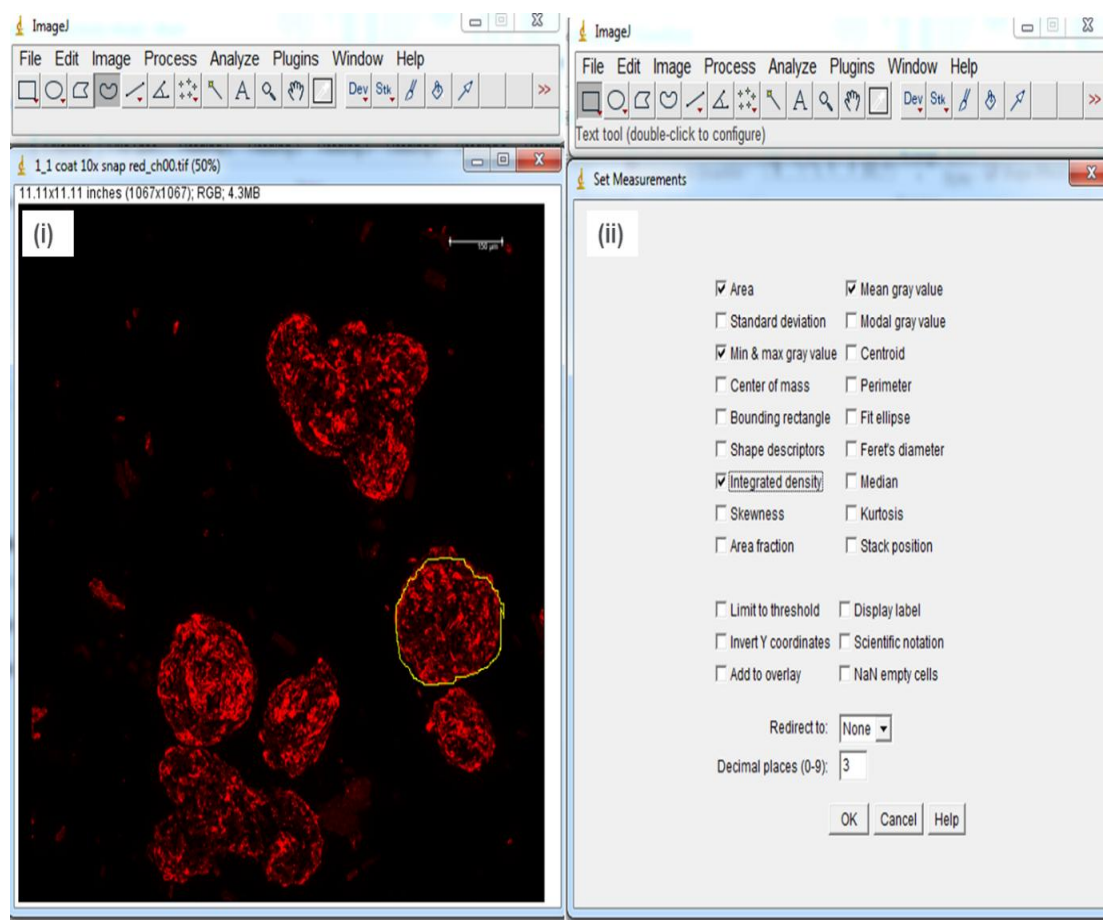 ImageJ
File Edit Image Process Analyze Plugins Window Help
A Dev Stk >>
1_1 coat 10x snap red_ch00.tif (50%)
11.11x11.11 inches (1067x1067); RGB; 4.3MB
(i)
150 µm
ImageJ
File Edit Image Process Analyze Plugins Window Help
A Dev Stk >>
Text tool (double-click to configure)
Set Measurements
(ii)
Area Mean gray value
Standard deviation Modal gray value
Min & max gray value Centroid
Center of mass Perimeter
Bounding rectangle Fit ellipse
Shape descriptors Feret's diameter
Integrated density Median
Skewness Kurtosis
Area fraction Stack position
Limit to threshold Display label
Invert Y coordinates Scientific notation
Add to overlay NaN empty cells
Redirect to: None
Decimal places (0-9): 3
OK Cancel Help